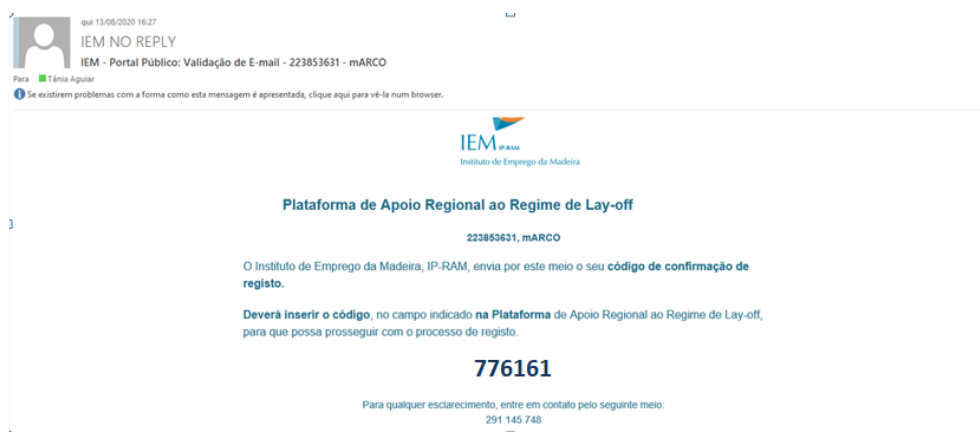 qui 13/08/2020 16:27
IEM NO REPLY
IEM - Portal Público: Validação de E-mail - 223853631 - mARCO
Para Tânia Aguiar
Se existirem problemas com a forma como esta mensagem é apresentada, clique aqui para vê-la num browser.
IEM IP-RAM
Instituto de Emprego da Madeira
Plataforma de Apoio Regional ao Regime de Lay-off
223853631, mARCO
O Instituto de Emprego da Madeira, IP-RAM, envia por este meio o seu código de confirmação de
registo.
Deverá inserir o código, no campo indicado na Plataforma de Apoio Regional ao Regime de Lay-off,
para que possa prosseguir com o processo de registo.
776161
Para qualquer esclarecimento, entre em contato pelo seguinte meio:
291 145 748